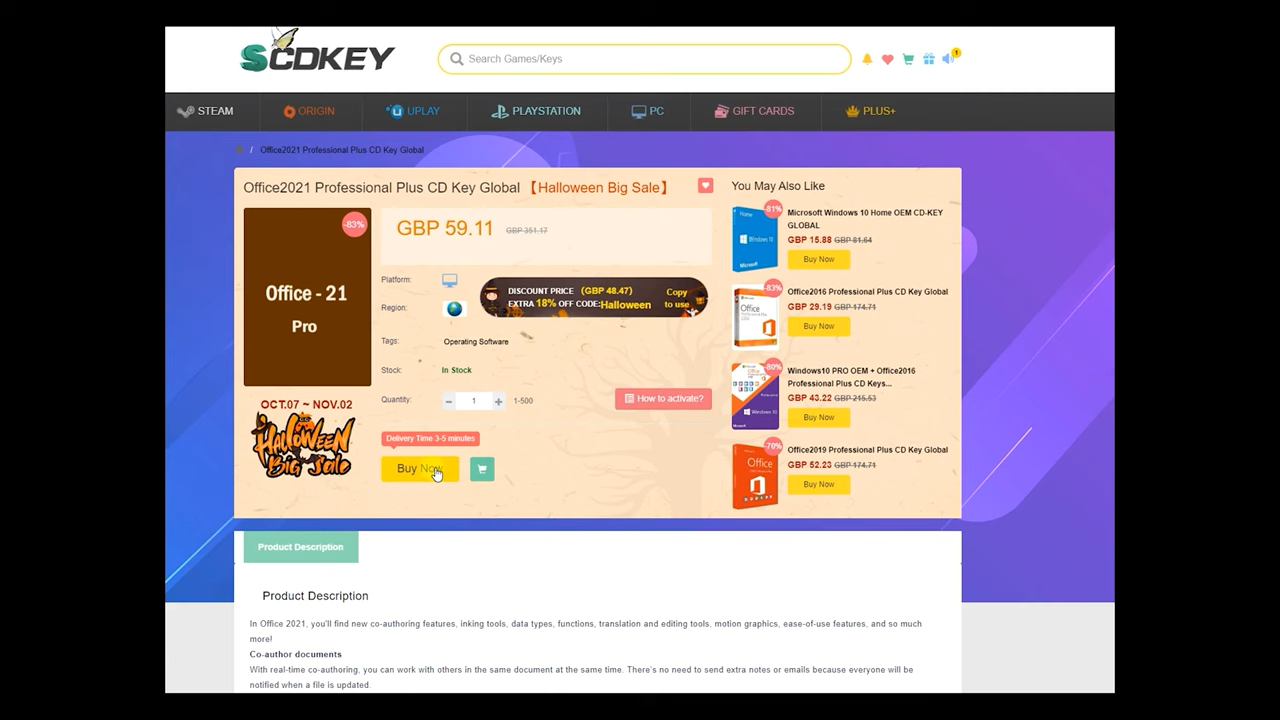 SCDKEY
Search Games/Keys
1
STEAM
ORIGIN
UPLAY
PLAYSTATION
PC
GIFT CARDS
PLUS+
/ Office2021 Professional Plus CD Key Global
Office2021 Professional Plus CD Key Global 【Halloween Big Sale】
-83%
Office - 21
Pro
OCT.07 ~ NOV.02
Halloween
Big Sale
GBP 59.11 GBP 351.17
Platform:
DISCOUNT PRICE (GBP 48.47)
EXTRA 18% OFF CODE:Halloween
Copy
to use
Region:
Tags: Operating Software
Stock: In Stock
Quantity: − 1 + 1-500
How to activate?
Delivery Time 3-5 minutes
Buy Now
You May Also Like
-81%
Home
Windows 10
Microsoft
Microsoft Windows 10 Home OEM CD-KEY
GLOBAL
GBP 15.88 GBP 81.64
Buy Now
-83%
Office
Office2016 Professional Plus CD Key Global
GBP 29.19 GBP 174.71
Buy Now
-80%
Windows 10
Windows10 PRO OEM + Office2016
Professional Plus CD Keys...
GBP 43.22 GBP 215.53
Buy Now
-70%
Office
Office2019 Professional Plus CD Key Global
GBP 52.23 GBP 174.71
Buy Now
Product Description
Product Description
In Office 2021, you'll find new co-authoring features, inking tools, data types, functions, translation and editing tools, motion graphics, ease-of-use features, and so much
more!
Co-author documents
With real-time co-authoring, you can work with others in the same document at the same time. There's no need to send extra notes or emails because everyone will be
notified when a file is updated.